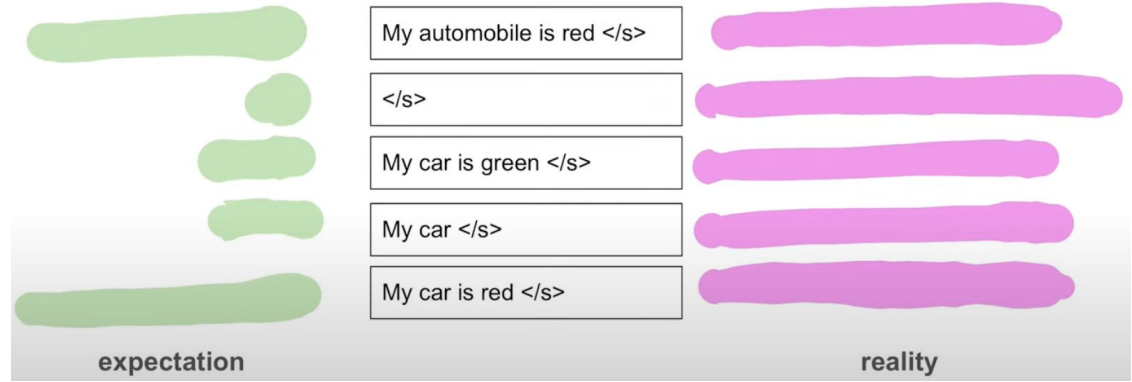 My automobile is red </s>
</s>
My car is green </s>
My car </s>
My car is red </s>
expectation
reality